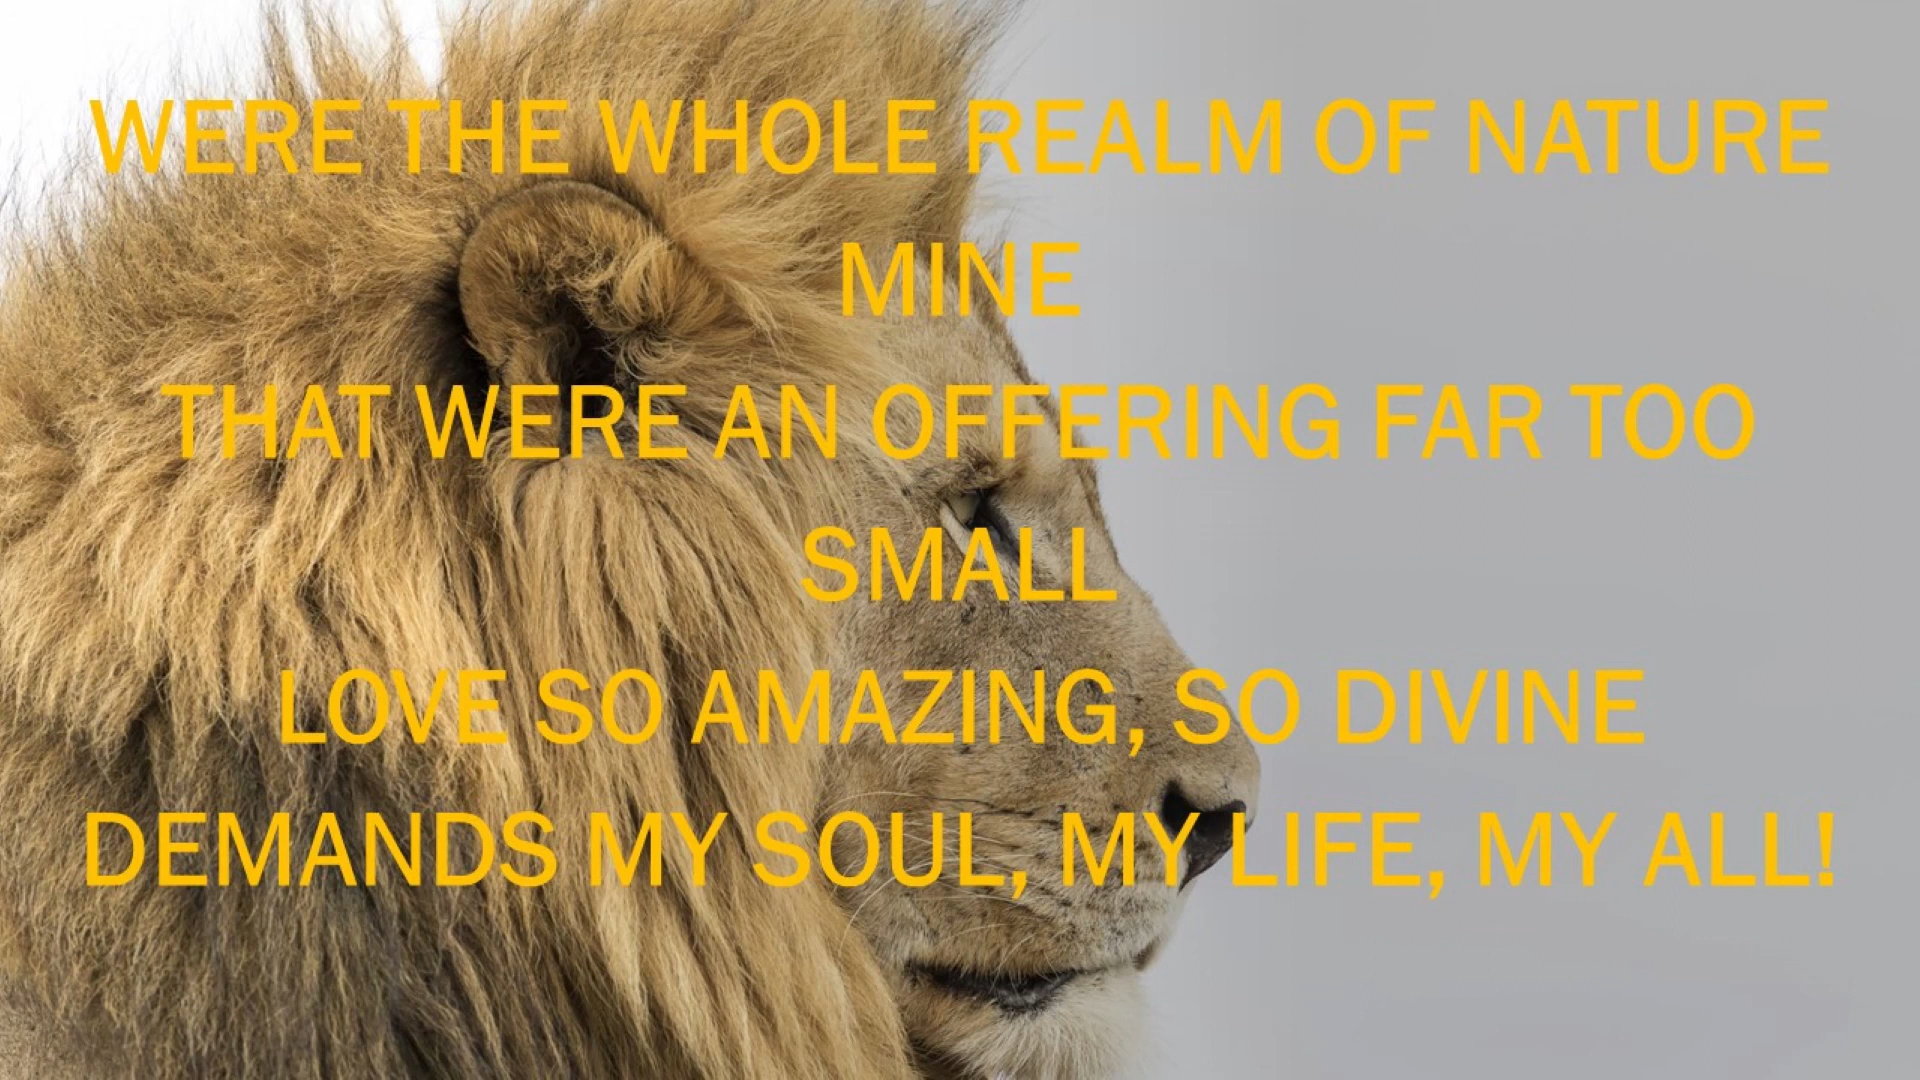 WERE THE WHOLE REALM OF NATURE
MINE
THAT WERE AN OFFERING FAR TOO
SMALL
LOVE SO AMAZING, SO DIVINE
DEMANDS MY SOUL, MY LIFE, MY ALL!